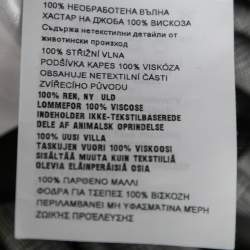 100% НЕОБРАБОТЕНА ВЪЛНА
ХАСТАР НА ДЖОБА 100% ВИСКОЗА
Съдържа нетекстилни детайли от
животински произход
100% STŘIŽNÍ VLNA
PODŠÍVKA KAPES 100% VISKÓZA
OBSAHUJE NETEXTILNÍ ČÁSTI
ZVÍŘECÍHO PŮVODU
100% REN, NY ULD
LOMMEFOR 100% VISCOSE
INDEHOLDER IKKE-TEKSTILBASEREDE
DELE AF ANIMALSK OPRINDELSE
100% UUSI VILLA
TASKUJEN VUORI 100% VISKOOSI
SISÄLTÄÄ MUUTA KUIN TEKSTIILIÄ
OLEVIA ELÄINPERÄISIÄ OSIA
100% ΠΑΡΘΕΝΟ ΜΑΛΛΙ
ΦΟΔΡΑ ΓΙΑ ΤΣΕΠΕΣ 100% ΒΙΣΚΟΖΗ
ΠΕΡΙΛΑΜΒΑΝΕΙ ΜΗ ΥΦΑΣΜΑΤΙΝΑ ΜΕΡΗ
ΖΩΙΚΗΣ ΠΡΟΕΛΕΥΣΗΣ